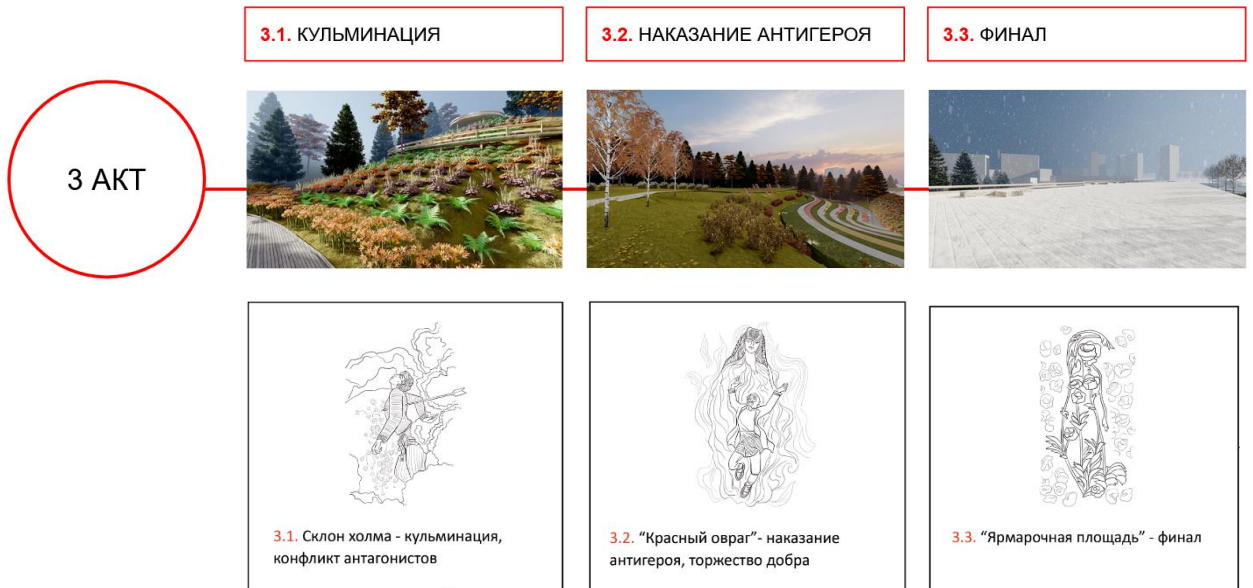 3.1. КУЛЬМИНАЦИЯ
3.2. НАКАЗАНИЕ АНТИГЕРОЯ
3.3. ФИНАЛ
3 АКТ
3.1. Склон холма - кульминация,
конфликт антагонистов
3.2. “Красный овраг”- наказание
антигероя, торжество добра
3.3. “Ярмарочная площадь” - финал